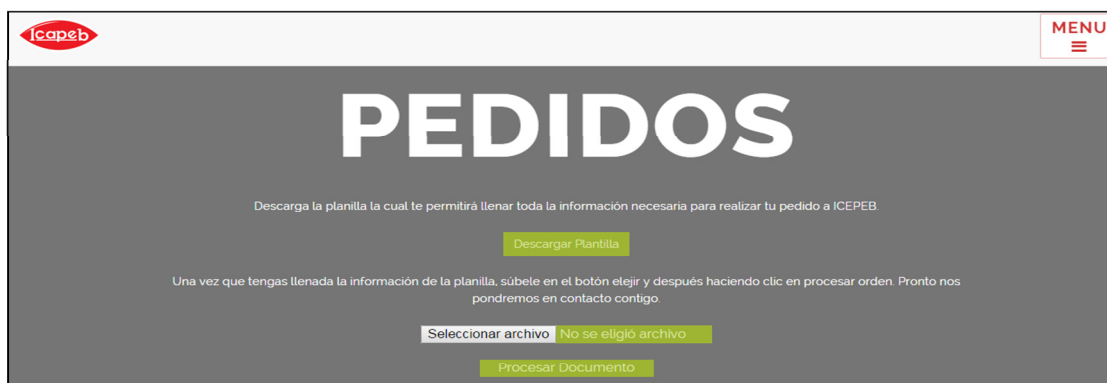 Icapeb
MENU
PEDIDOS
Descarga la planilla la cual te permitirá llenar toda la información necesaria para realizar tu pedido a ICEPEB.
Descargar Plantilla
Una vez que tengas llenada la información de la planilla, súbele en el botón elejir y después haciendo clic en procesar orden. Pronto nos
pondremos en contacto contigo.
Seleccionar archivo No se eligió archivo
Procesar Documento